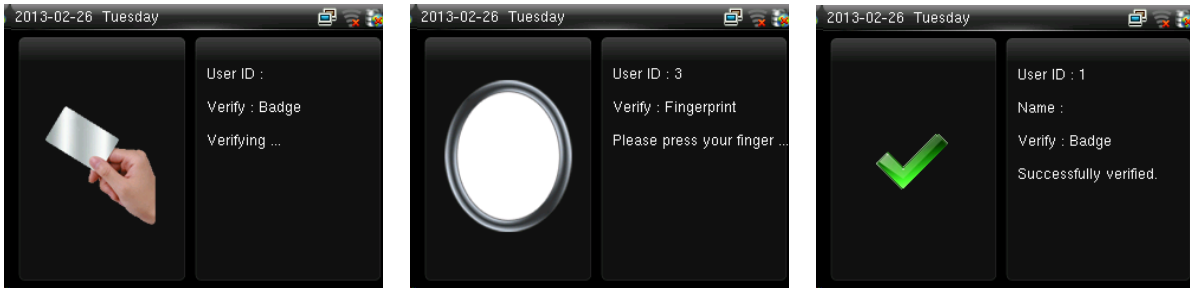 2013-02-26 Tuesday
User ID :
Verify : Badge
Verifying ...
2013-02-26 Tuesday
User ID : 3
Verify : Fingerprint
Please press your finger ...
2013-02-26 Tuesday
User ID : 1
Name :
Verify : Badge
Successfully verified.